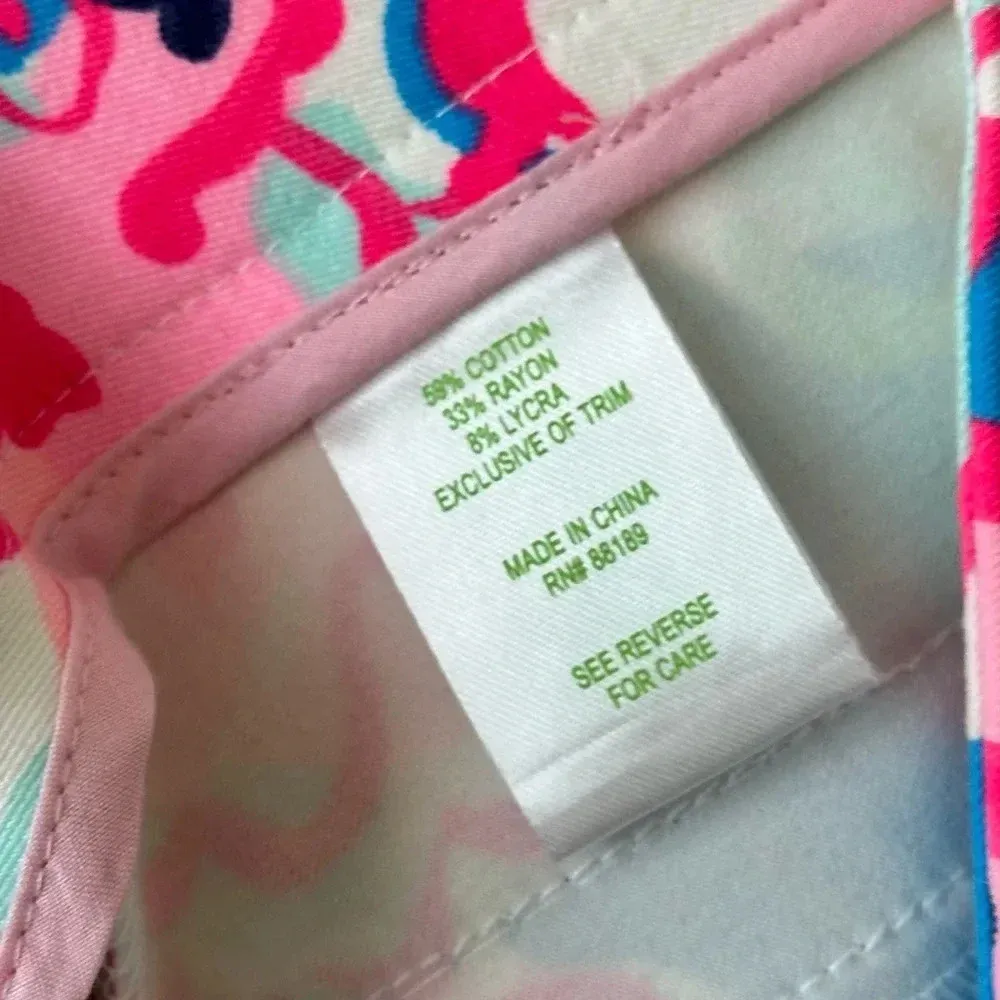 59% COTTON
33% RAYON
8% LYCRA
EXCLUSIVE OF TRIM
MADE IN CHINA
RN# 88189
SEE REVERSE
FOR CARE